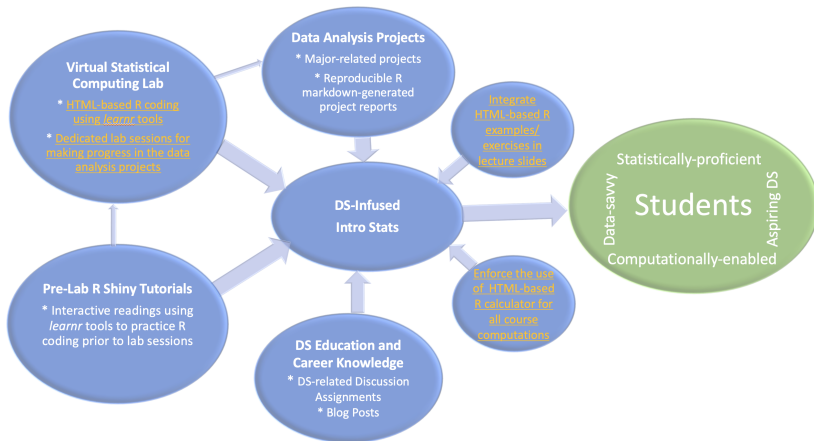 Data Analysis Projects
* Major-related projects
* Reproducible R
markdown-generated
project reports
Virtual Statistical
Computing Lab
* HTML-based R coding
using learnr tools
* Dedicated lab sessions for
making progress in the data
analysis projects
Integrate
HTML-based R
examples/
exercises in
lecture slides
DS-Infused
Intro Stats
Statistically-proficient
Data-savvy
Students
Aspiring DS
Computationally-enabled
Pre-Lab R Shiny Tutorials
* Interactive readings using
learnr tools to practice R
coding prior to lab sessions
Enforce the use
of HTML-based
R calculator for
all course
computations
DS Education and
Career Knowledge
* DS-related Discussion
Assignments
* Blog Posts